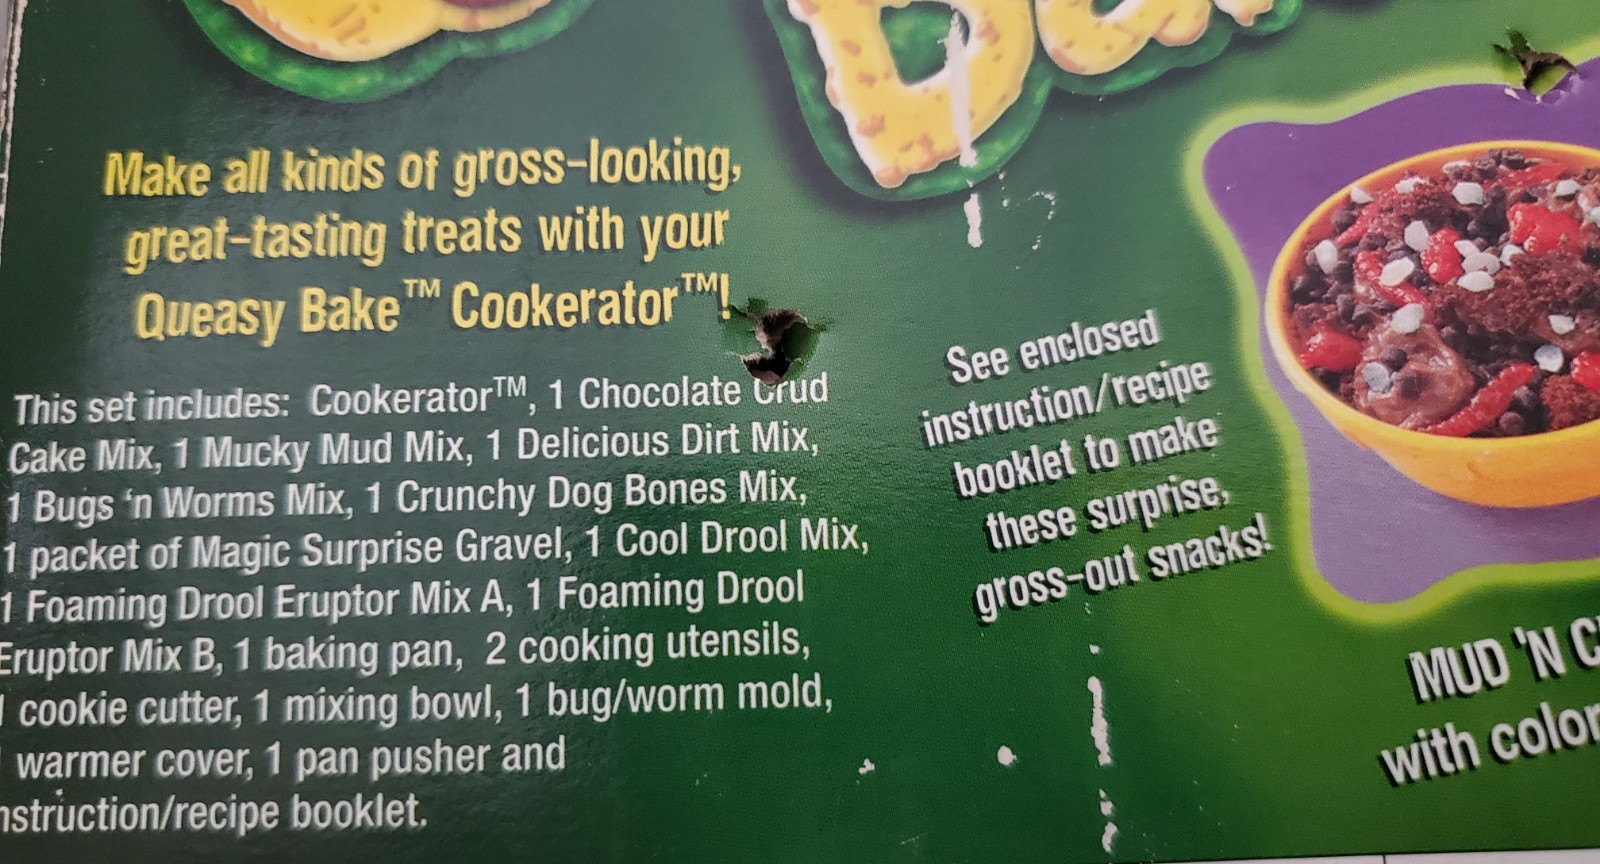 Make all kinds of gross-looking,
great-tasting treats with your
Queasy Bake™ Cookerator™!
This set includes: Cookerator™, 1 Chocolate Crud
Cake Mix, 1 Mucky Mud Mix, 1 Delicious Dirt Mix,
1 Bugs 'n Worms Mix, 1 Crunchy Dog Bones Mix,
1 packet of Magic Surprise Gravel, 1 Cool Drool Mix,
1 Foaming Drool Eruptor Mix A, 1 Foaming Drool
Eruptor Mix B, 1 baking pan, 2 cooking utensils,
1 cookie cutter, 1 mixing bowl, 1 bug/worm mold,
warmer cover, 1 pan pusher and
nstruction/recipe booklet.
See enclosed
instruction/recipe
booklet to make
these surprise,
gross-out snacks!
MUD 'N
with color